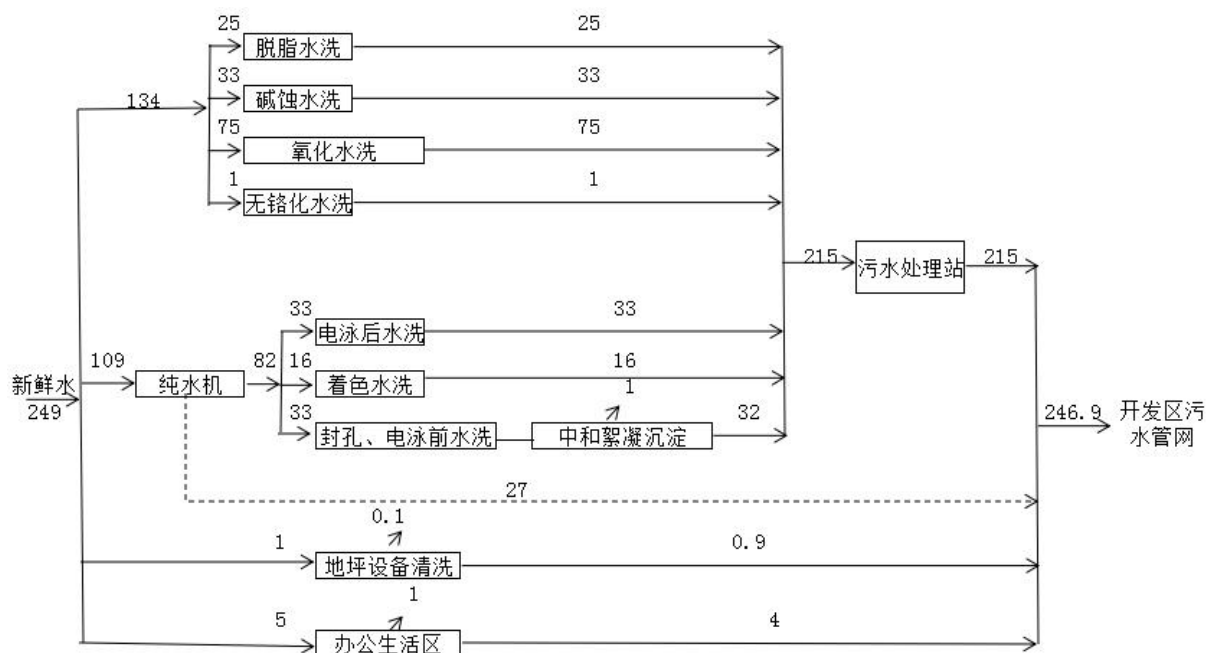 25
脱脂水洗
25
33
碱蚀水洗
33
134
75
氧化水洗
75
1
无铬化水洗
1
215
污水处理站
215
33
电泳后水洗
33
109
纯水机
82
16
着色水洗
16
新鲜水
249
33
封孔、电泳前水洗
1
中和絮凝沉淀
32
246.9
开发区污
水管网
27
0.1
1
地坪设备清洗
0.9
1
5
办公生活区
4